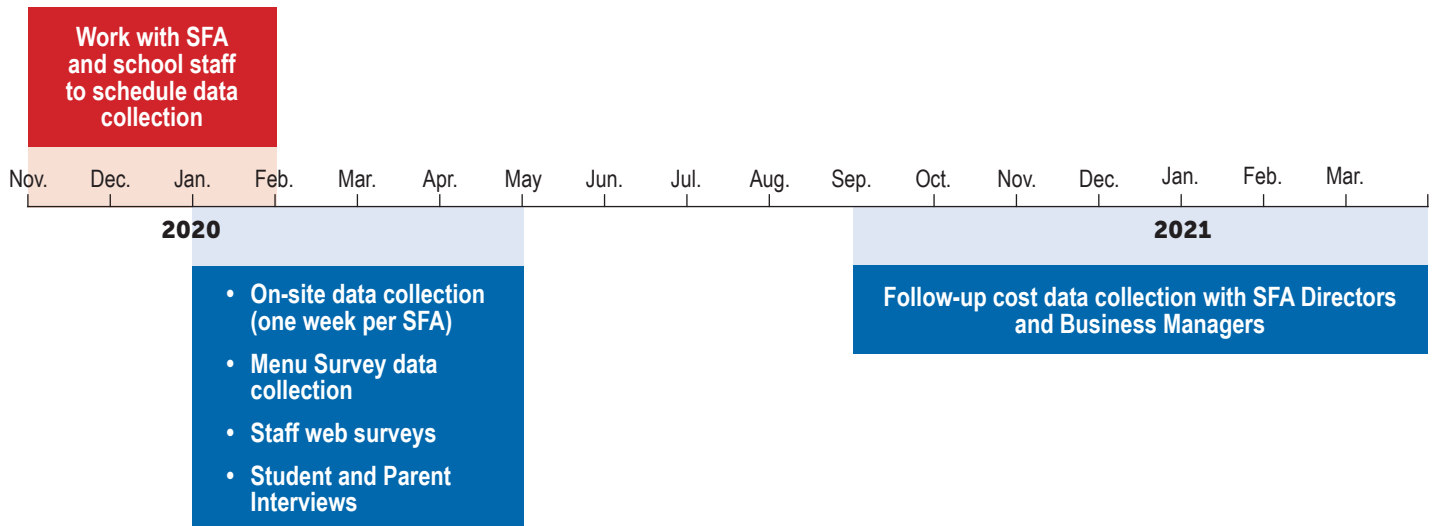 Work with SFA
and school staff
to schedule data
collection
Nov. Dec. Jan. Feb. Mar. Apr. May Jun. Jul. Aug. Sep. Oct. Nov. Dec. Jan. Feb. Mar.
2020 2021
• On-site data collection
(one week per SFA)
• Menu Survey data
collection
• Staff web surveys
• Student and Parent
Interviews
Follow-up cost data collection with SFA Directors
and Business Managers